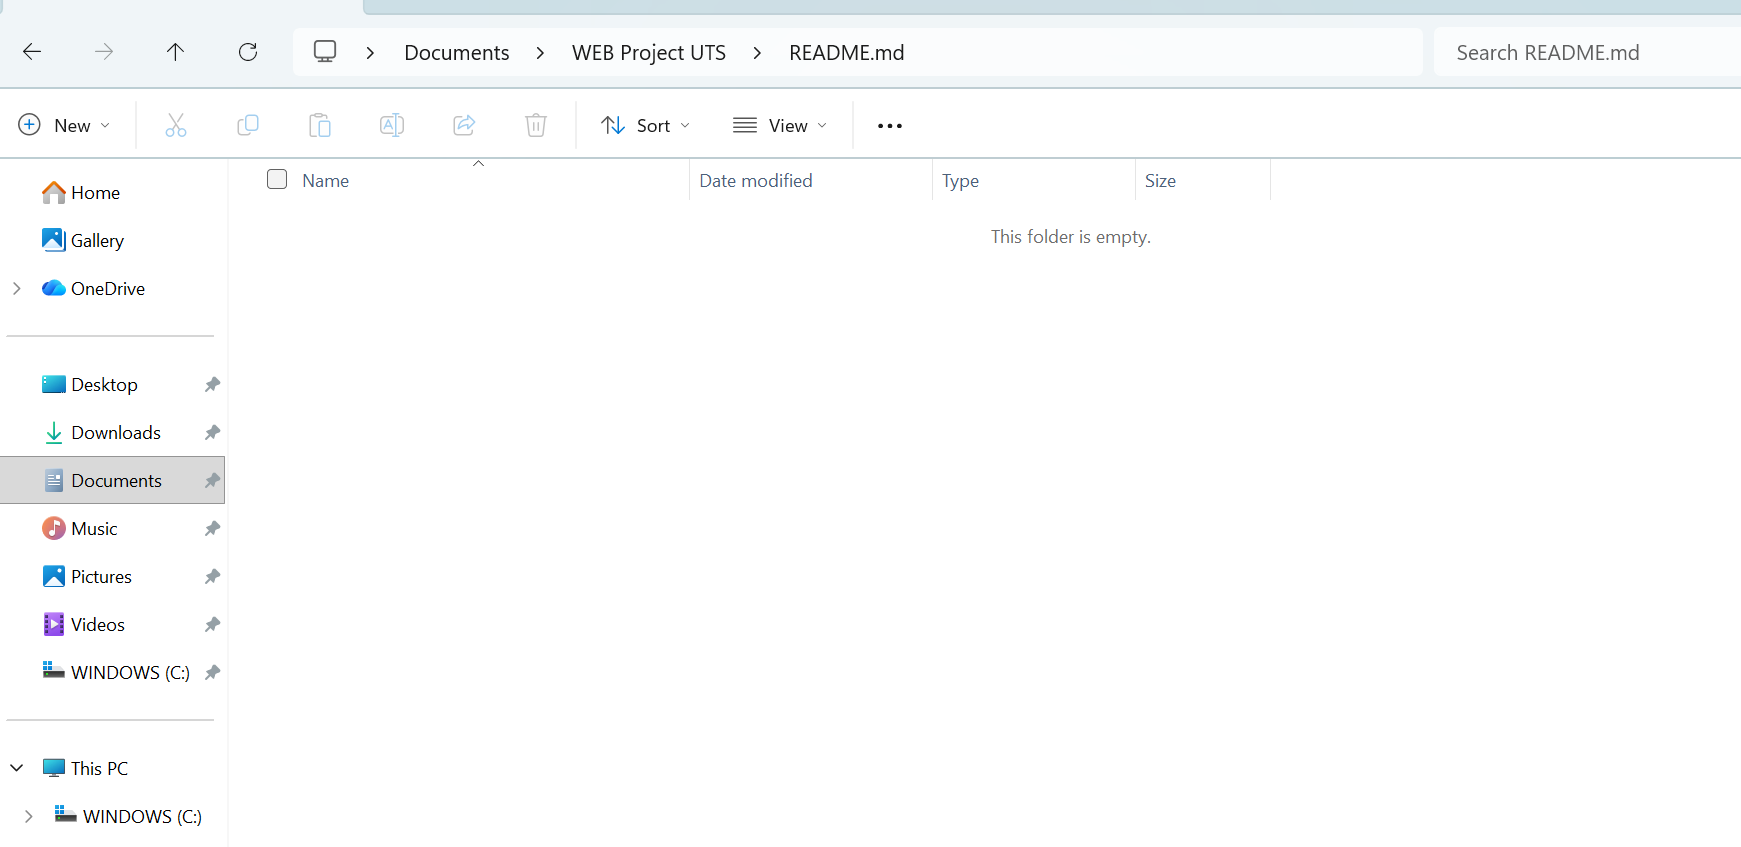 Documents > WEB Project UTS > README.md
Search README.md
New
Sort
View
Name
Date modified
Type
Size
This folder is empty.
Home
Gallery
OneDrive
Desktop
Downloads
Documents
Music
Pictures
Videos
WINDOWS (C:)
This PC
WINDOWS (C:)